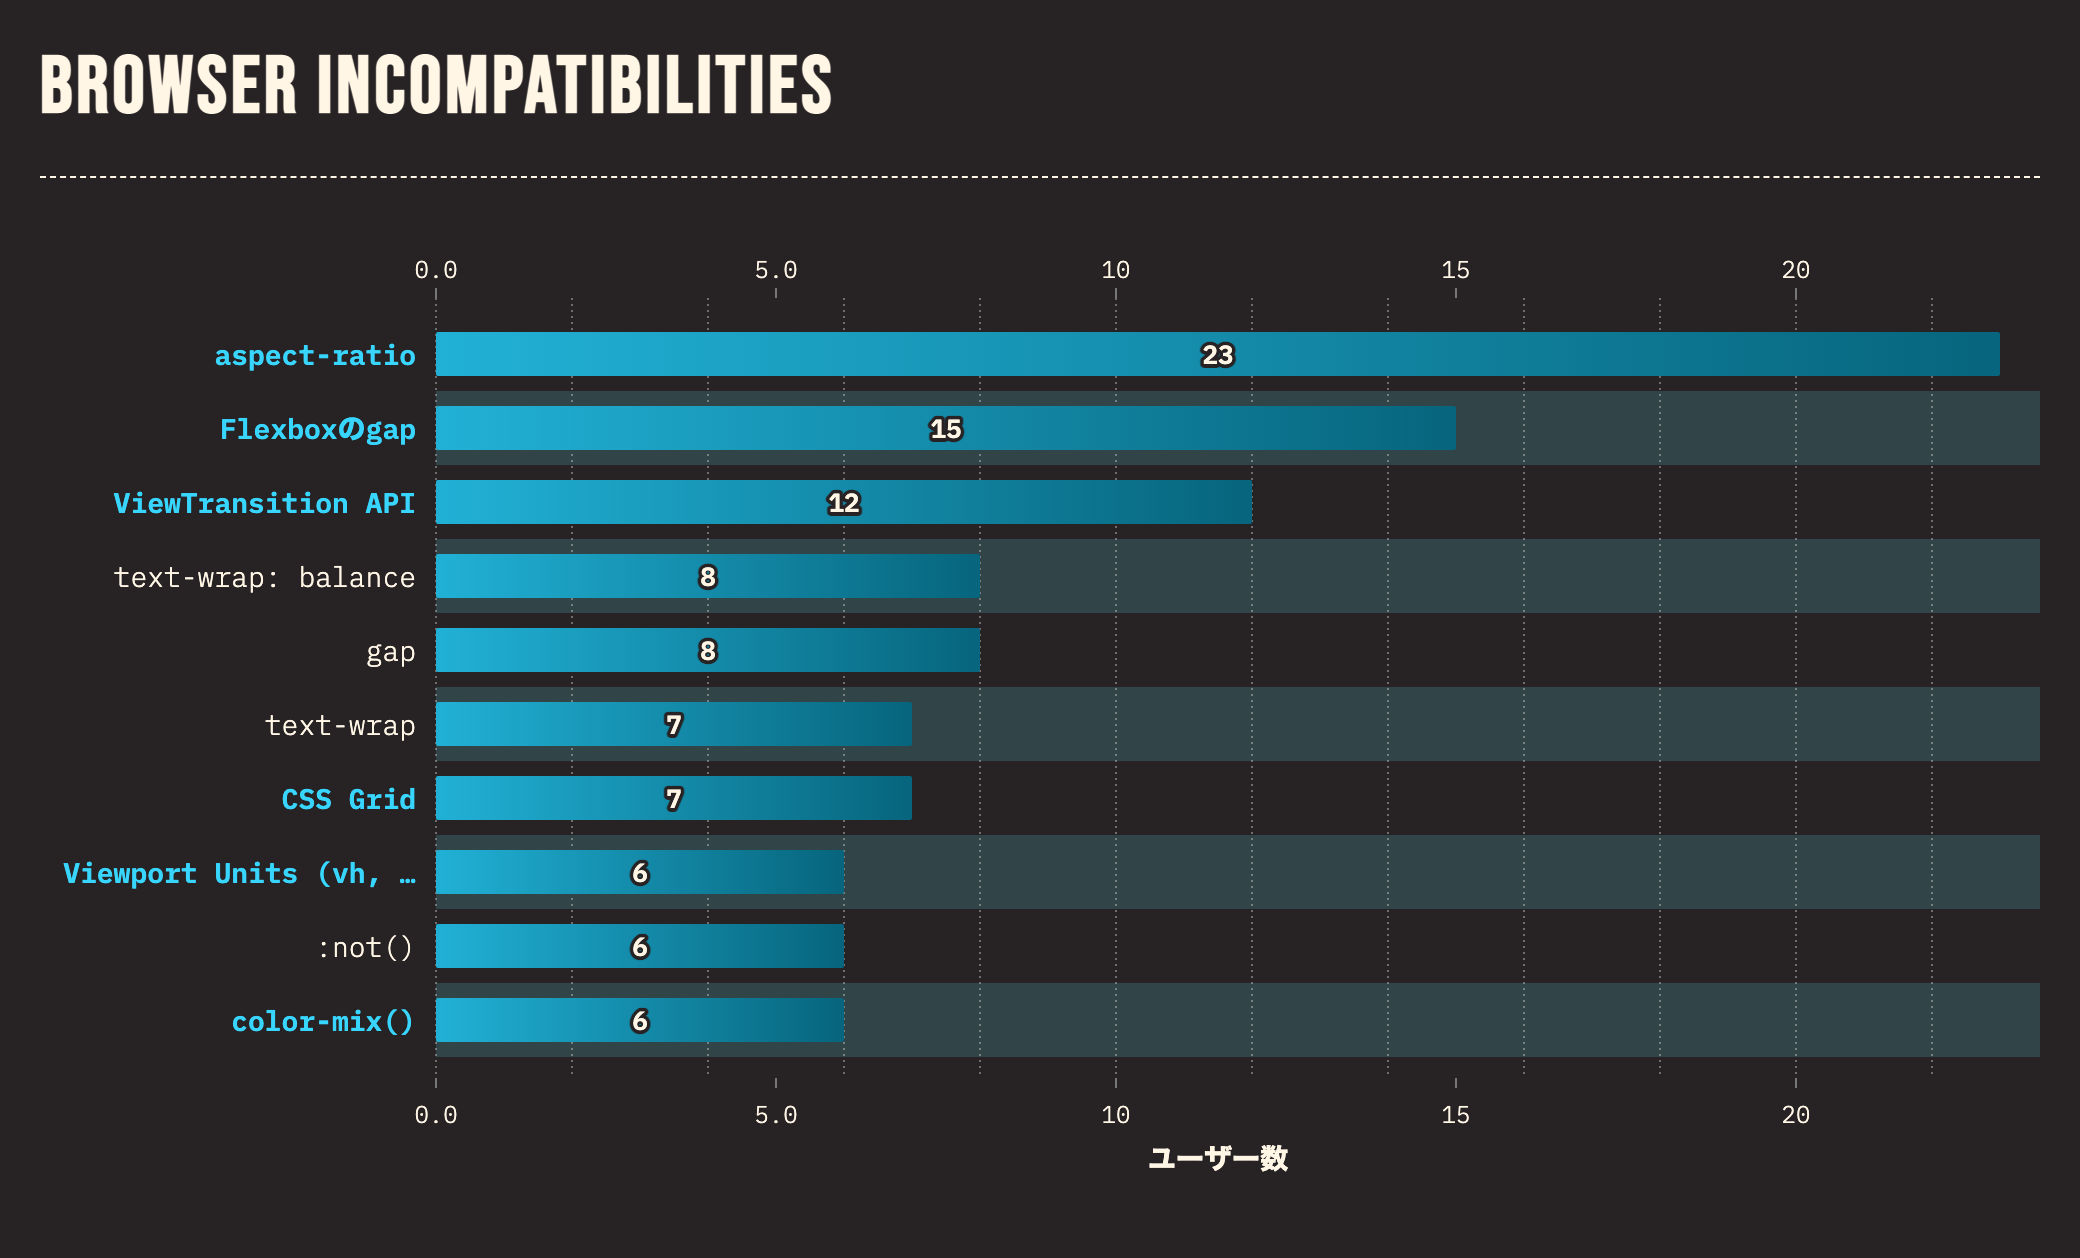 BROWSER INCOMPATIBILITIES
0.0 5.0 10 15 20
aspect-ratio 23
Flexboxのgap 15
ViewTransition API 12
text-wrap: balance 8
gap 8
text-wrap 7
CSS Grid 7
Viewport Units (vh, … 6
:not() 6
color-mix() 6
0.0 5.0 10 15 20
ユーザー数